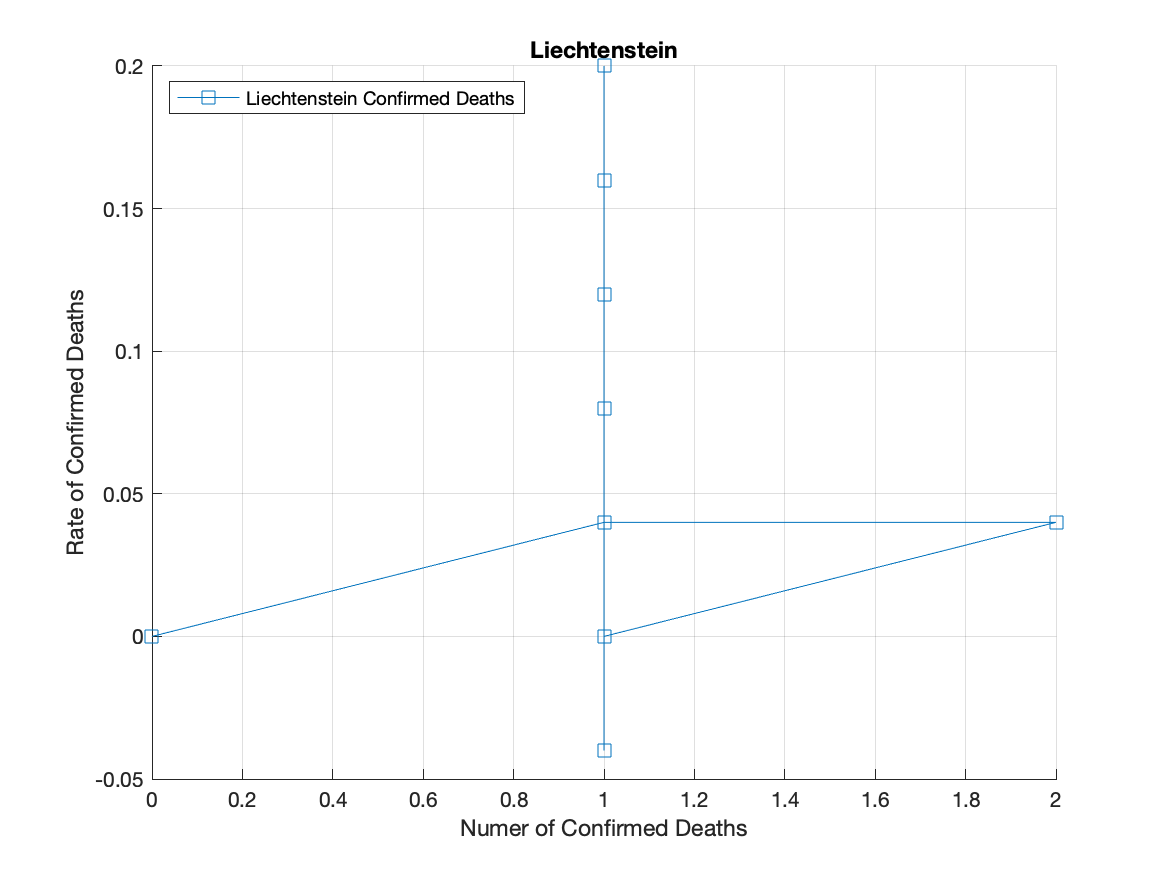 Liechtenstein
Liechtenstein Confirmed Deaths
0.2
0.15
0.1
0.05
0
-0.05
Rate of Confirmed Deaths
0 0.2 0.4 0.6 0.8 1 1.2 1.4 1.6 1.8 2
Numer of Confirmed Deaths